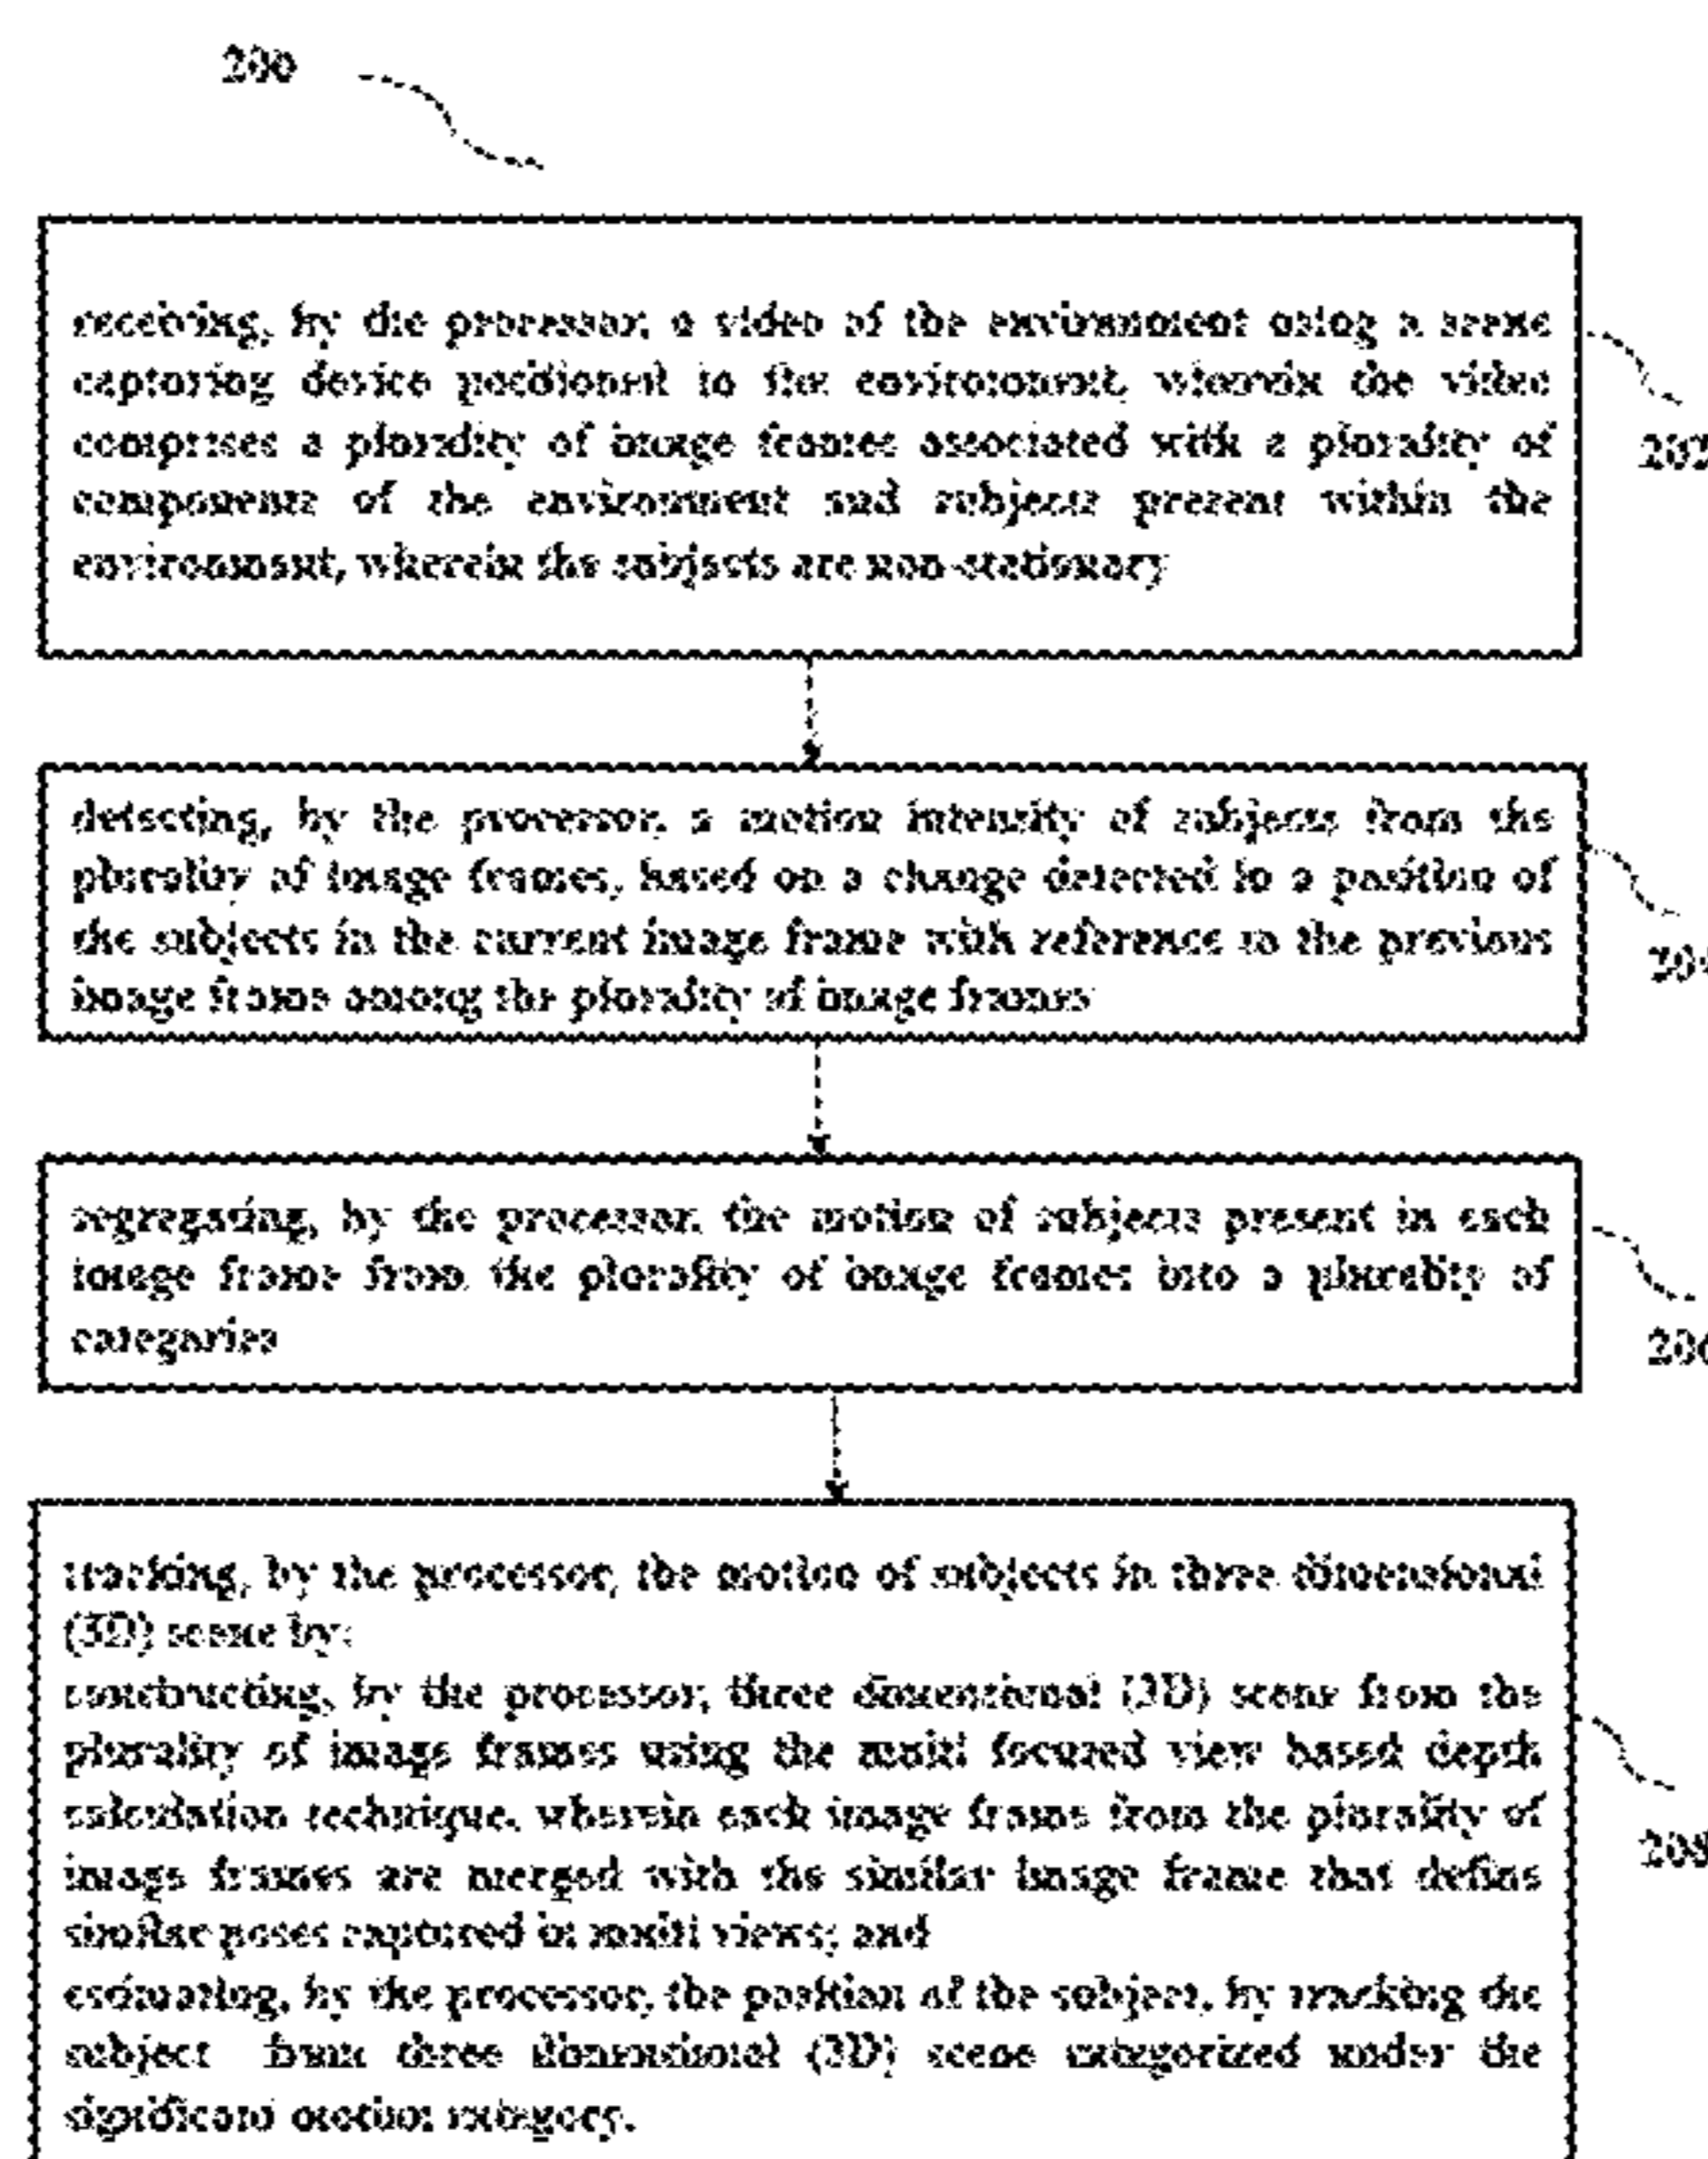 200
receiving, by the processor, a video of the environment using a scene
capturing device positioned in the environment, wherein the video
comprises a plurality of image frames associated with a plurality of
components of the environment and subjects present within the
environment, wherein the subjects are non-stationary
202
detecting, by the processor, a motion intensity of subjects from the
plurality of image frames, based on a change detected in a position of
the subjects in the current image frame with reference to the previous
image frame among the plurality of image frames
204
segregating, by the processor, the motion of subjects present in each
image frame from the plurality of image frames into a plurality of
categories
206
tracking, by the processor, the motion of subjects in three dimensional
(3D) scene by:
constructing, by the processor, three dimensional (3D) scene from the
plurality of image frames using the multi focused view based depth
calculation technique, wherein each image frame from the plurality of
image frames are merged with the similar image frame that define
similar poses captured in multi views; and
estimating, by the processor, the position of the subject, by tracking the
subject from three dimensional (3D) scene categorized under the
significant motion category.
208